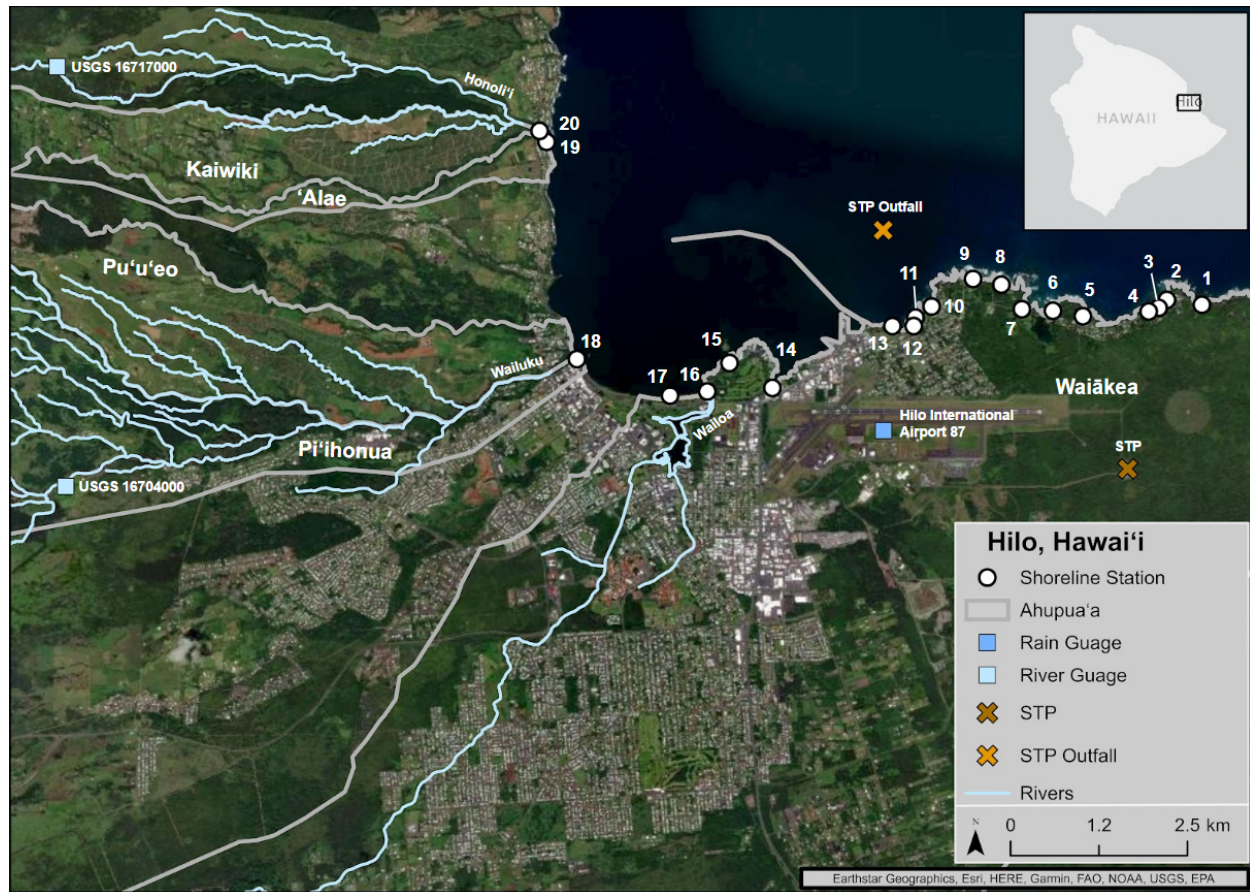 USGS 16717000
Honoli‘i
20
19
Kaiwiki
‘Alae
Pu‘u‘eo
STP Outfall
HAWAII
Hilo
11
9
8
3
2
1
10
6
5
4
7
13
12
18
Wailuku
15
14
17
16
Wailoa
Hilo International
Airport 87
Waiākea
STP
Pi‘ihonua
USGS 16704000
Hilo, Hawai‘i
Shoreline Station
Ahupua‘a
Rain Guage
River Guage
STP
STP Outfall
Rivers
N
0 1.2 2.5 km
Earthstar Geographics, Esri, HERE, Garmin, FAO, NOAA, USGS, EPA